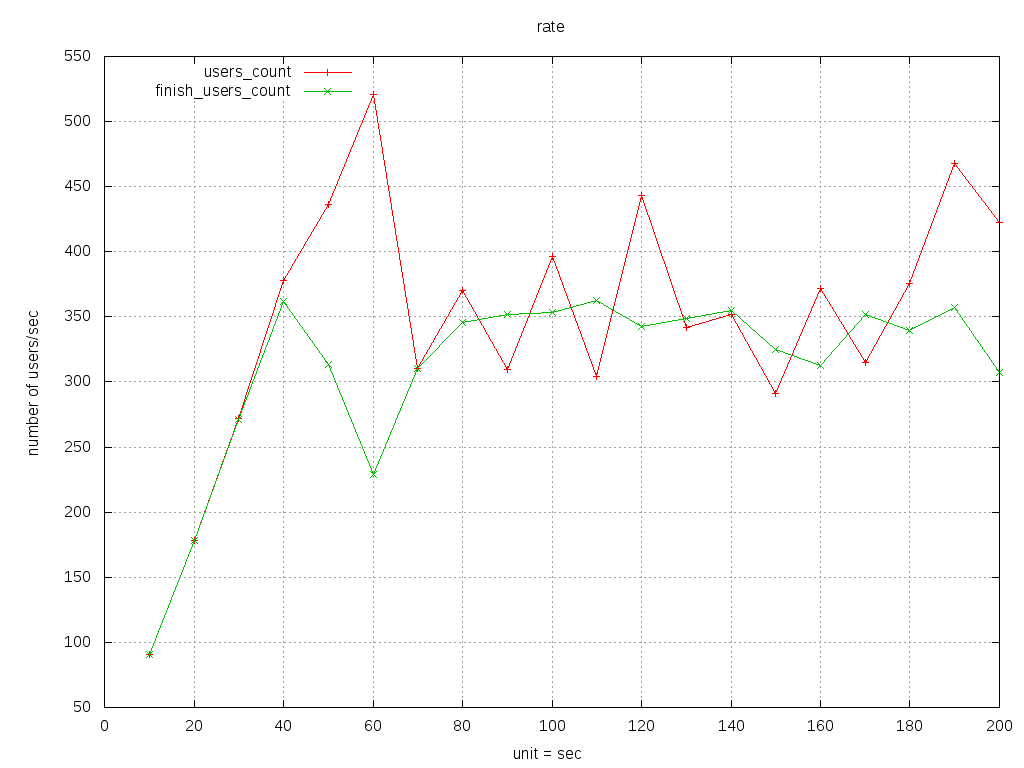 rate
users_count
finish_users_count
550
500
450
400
350
300
250
200
150
100
50
number of users/sec
0 20 40 60 80 100 120 140 160 180 200
unit = sec